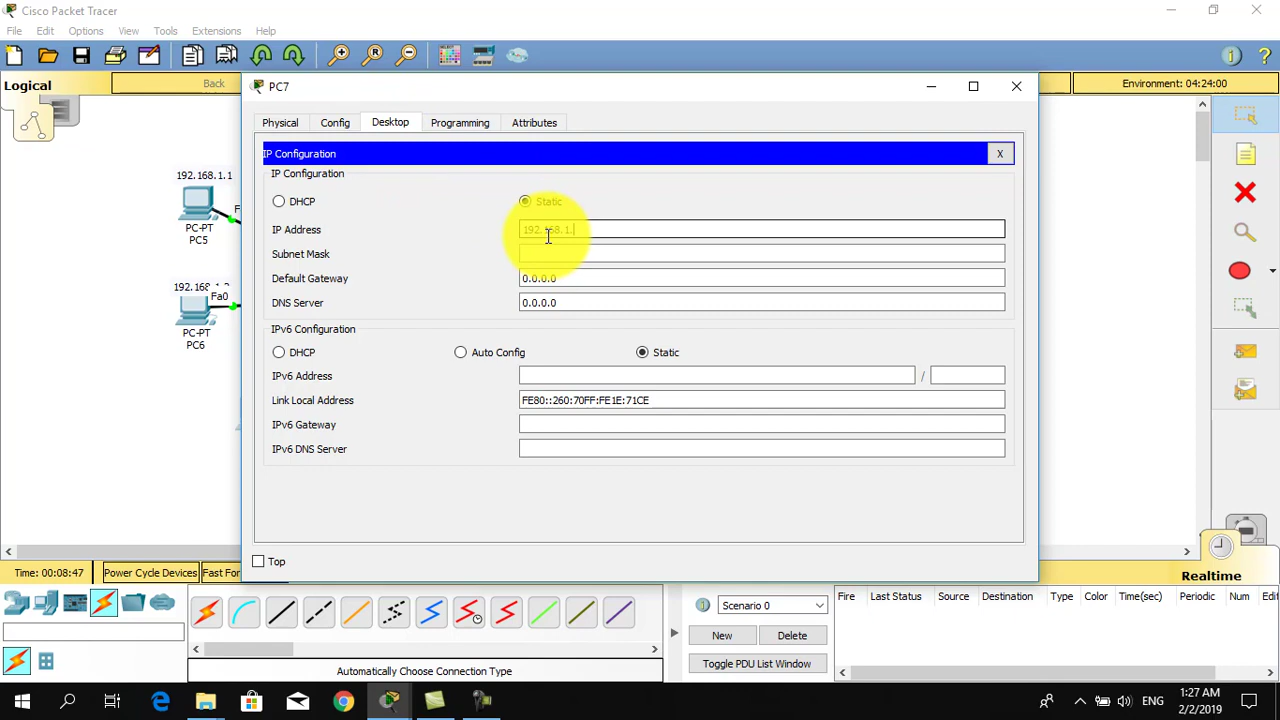 Cisco Packet Tracer
File Edit Options View Tools Extensions Help
Logical Back Environment: 04:24:00
PC7
Physical Config Desktop Programming Attributes
IP Configuration X
IP Configuration
DHCP Static
IP Address 192.168.1.
Subnet Mask
Default Gateway 0.0.0.0
DNS Server 0.0.0.0
IPv6 Configuration
DHCP Auto Config Static
IPv6 Address /
Link Local Address FE80::260:70FF:FE1E:71CE
IPv6 Gateway
IPv6 DNS Server
Top
192.168.1.1
PC-PT
PC5
Fa0
PC-PT
PC6
Time: 00:08:47 Power Cycle Devices Realtime
Scenario 0
New Delete
Toggle PDU List Window
Fire Last Status Source Destination Type Color Time(sec) Periodic Num
Automatically Choose Connection Type
ENG
1:27 AM
2/2/2019